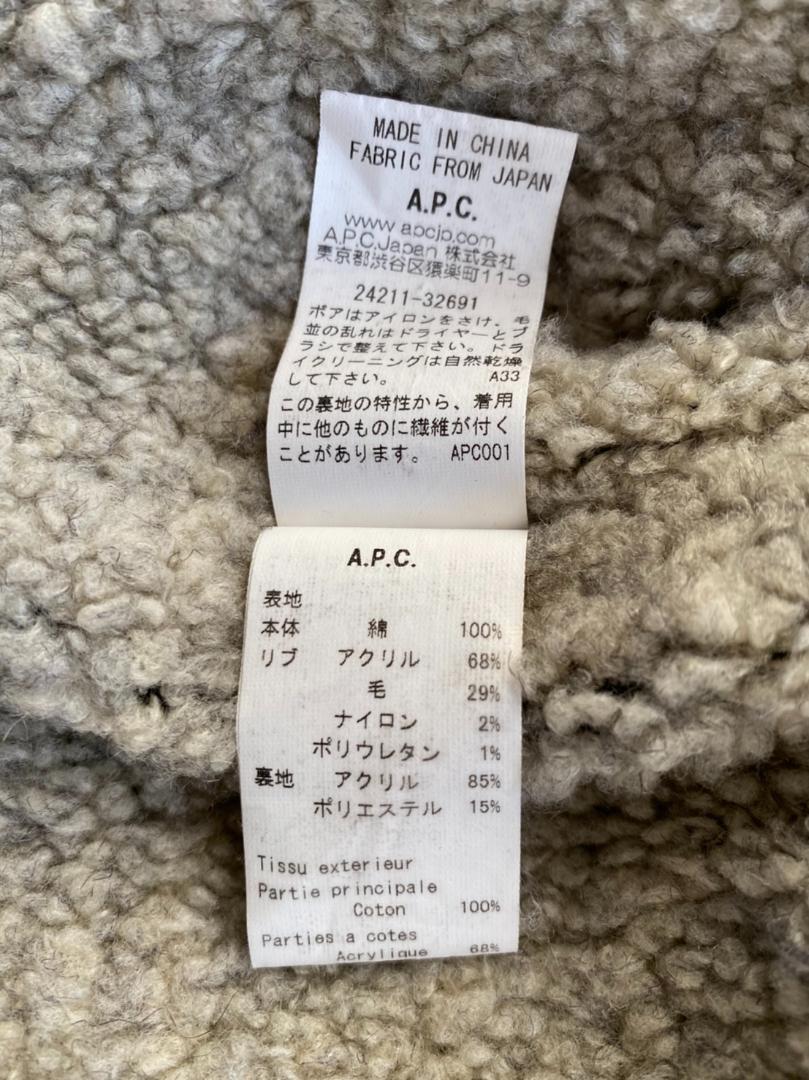 MADE IN CHINA
FABRIC FROM JAPAN
A.P.C.
www.apcjp.com
A.P.C.Japan 株式会社
東京都渋谷区猿楽町11-9
24211-32691
ボアはアイロンをさけ、毛
並の乱れはドライヤーとブ
ラシで整えて下さい。ドラ
イクリーニングは自然乾燥
して下さい。 A33
この裏地の特性から、着用
中に他のものに繊維が付く
ことがあります。 APC001
A.P.C.
表地
本体 綿 100%
リブ アクリル 68%
毛 29%
ナイロン 2%
ポリウレタン 1%
裏地 アクリル 85%
ポリエステル 15%
Tissu exterieur
Partie principale
Coton 100%
Parties a cotes
Acrylique 68%